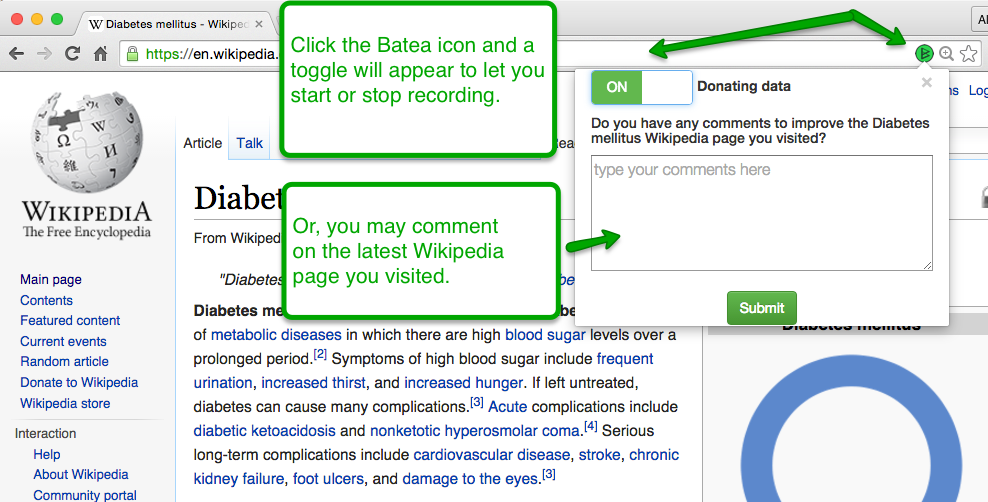 Diabetes mellitus - Wikipe
https://en.wikipedia.
Click the Batea icon and a
toggle will appear to let you
start or stop recording.
ON
Donating data
Do you have any comments to improve the Diabetes
mellitus Wikipedia page you visited?
type your comments here
Submit
Or, you may comment
on the latest Wikipedia
page you visited.
WIKIPEDIA
The Free Encyclopedia
Main page
Contents
Featured content
Current events
Random article
Donate to Wikipedia
Wikipedia store
Interaction
Help
About Wikipedia
Community portal
Article
Talk
Log
Diabet
From Wikiped
"Diabetes
Diabetes me
of metabolic diseases in which there are high blood sugar levels over a
prolonged period.[2] Symptoms of high blood sugar include frequent
urination, increased thirst, and increased hunger. If left untreated,
diabetes can cause many complications.[3] Acute complications include
diabetic ketoacidosis and nonketotic hyperosmolar coma.[4] Serious
long-term complications include cardiovascular disease, stroke, chronic
kidney failure, foot ulcers, and damage to the eyes.[3]
Diabetes mellitus